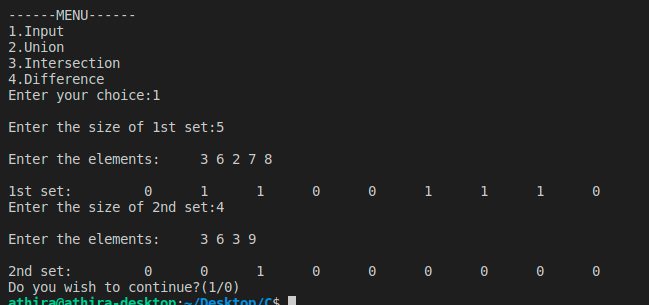 ------MENU------
1.Input
2.Union
3.Intersection
4.Difference
Enter your choice:1
Enter the size of 1st set:5
Enter the elements: 3 6 2 7 8
1st set: 0 1 1 0 0 1 1 1 0
Enter the size of 2nd set:4
Enter the elements: 3 6 3 9
2nd set: 0 0 1 0 0 0 0 0 0
Do you wish to continue?(1/0)
athira@athira-desktop:~/Desktop/C$